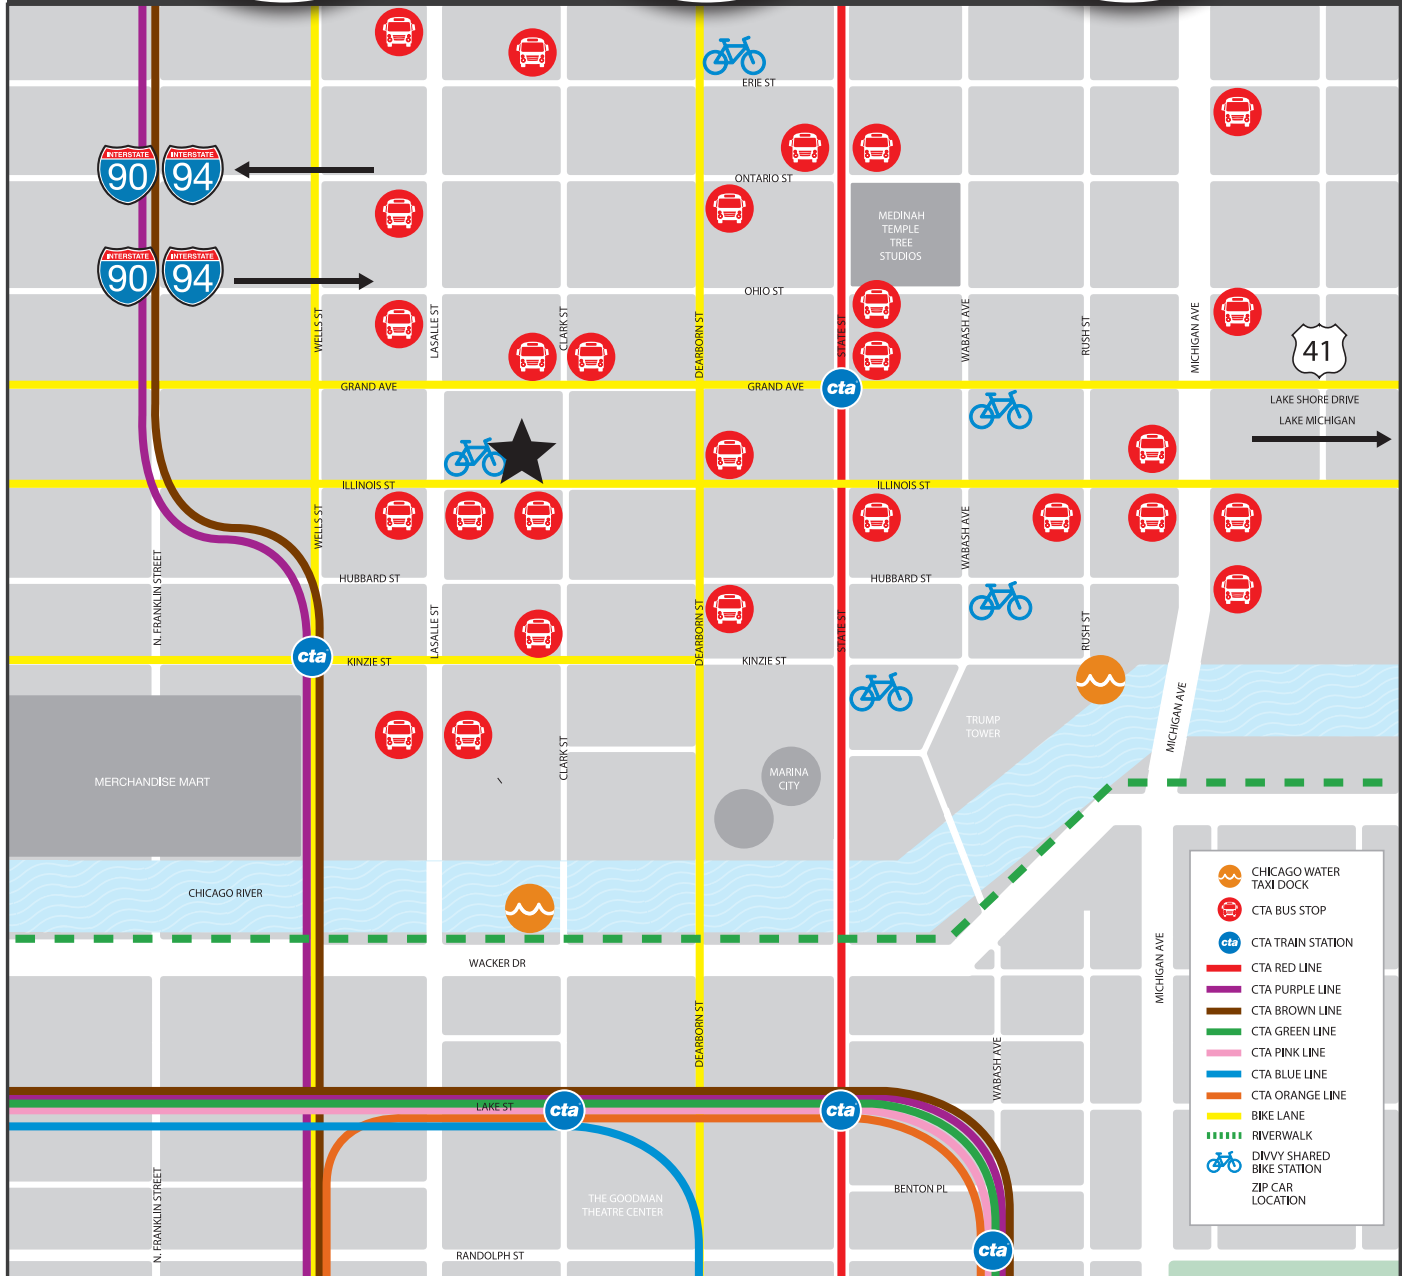 ERIE ST
INTERSTATE
90
INTERSTATE
94
ONTARIO ST
MEDINAH
TEMPLE
TREE
STUDIOS
INTERSTATE
90
INTERSTATE
94
OHIO ST
WELLS ST
LASALLE ST
CLARK ST
DEARBORN ST
STATE ST
WABASH AVE
RUSH ST
MICHIGAN AVE
41
GRAND AVE
GRAND AVE
cta
LAKE SHORE DRIVE
LAKE MICHIGAN
ILLINOIS ST
ILLINOIS ST
WELLS ST
WABASH AVE
N. FRANKLIN STREET
HUBBARD ST
HUBBARD ST
LASALLE ST
DEARBORN ST
STATE ST
RUSH ST
cta
KINZIE ST
KINZIE ST
MICHIGAN AVE
TRUMP
TOWER
CLARK ST
MERCHANDISE MART
MARINA
CITY
CHICAGO RIVER
WACKER DR
MICHIGAN AVE
DEARBORN ST
WABASH AVE
LAKE ST
cta
cta
BENTON PL
THE GOODMAN
THEATRE CENTER
N. FRANKLIN STREET
RANDOLPH ST
cta
CHICAGO WATER
TAXI DOCK
CTA BUS STOP
cta
CTA TRAIN STATION
CTA RED LINE
CTA PURPLE LINE
CTA BROWN LINE
CTA GREEN LINE
CTA PINK LINE
CTA BLUE LINE
CTA ORANGE LINE
BIKE LANE
RIVERWALK
DIVVY SHARED
BIKE STATION
ZIP CAR
LOCATION